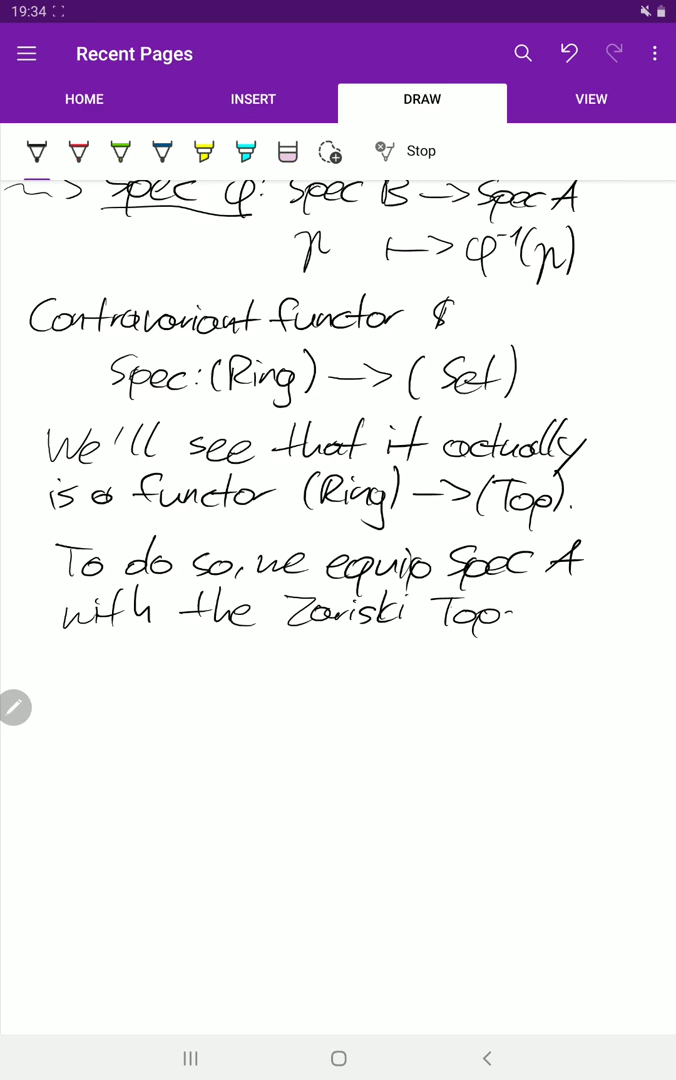 19:34
Recent Pages
HOME INSERT DRAW VIEW
Stop
~> Spec φ: Spec B —> Spec A
p ⟼ φ⁻¹(p)
Contravariant functor $
Spec: (Ring) —> (Set)
We'll see that it actually
is a functor (Ring) —> (Top).
To do so, we equip Spec A
with the Zariski Top-